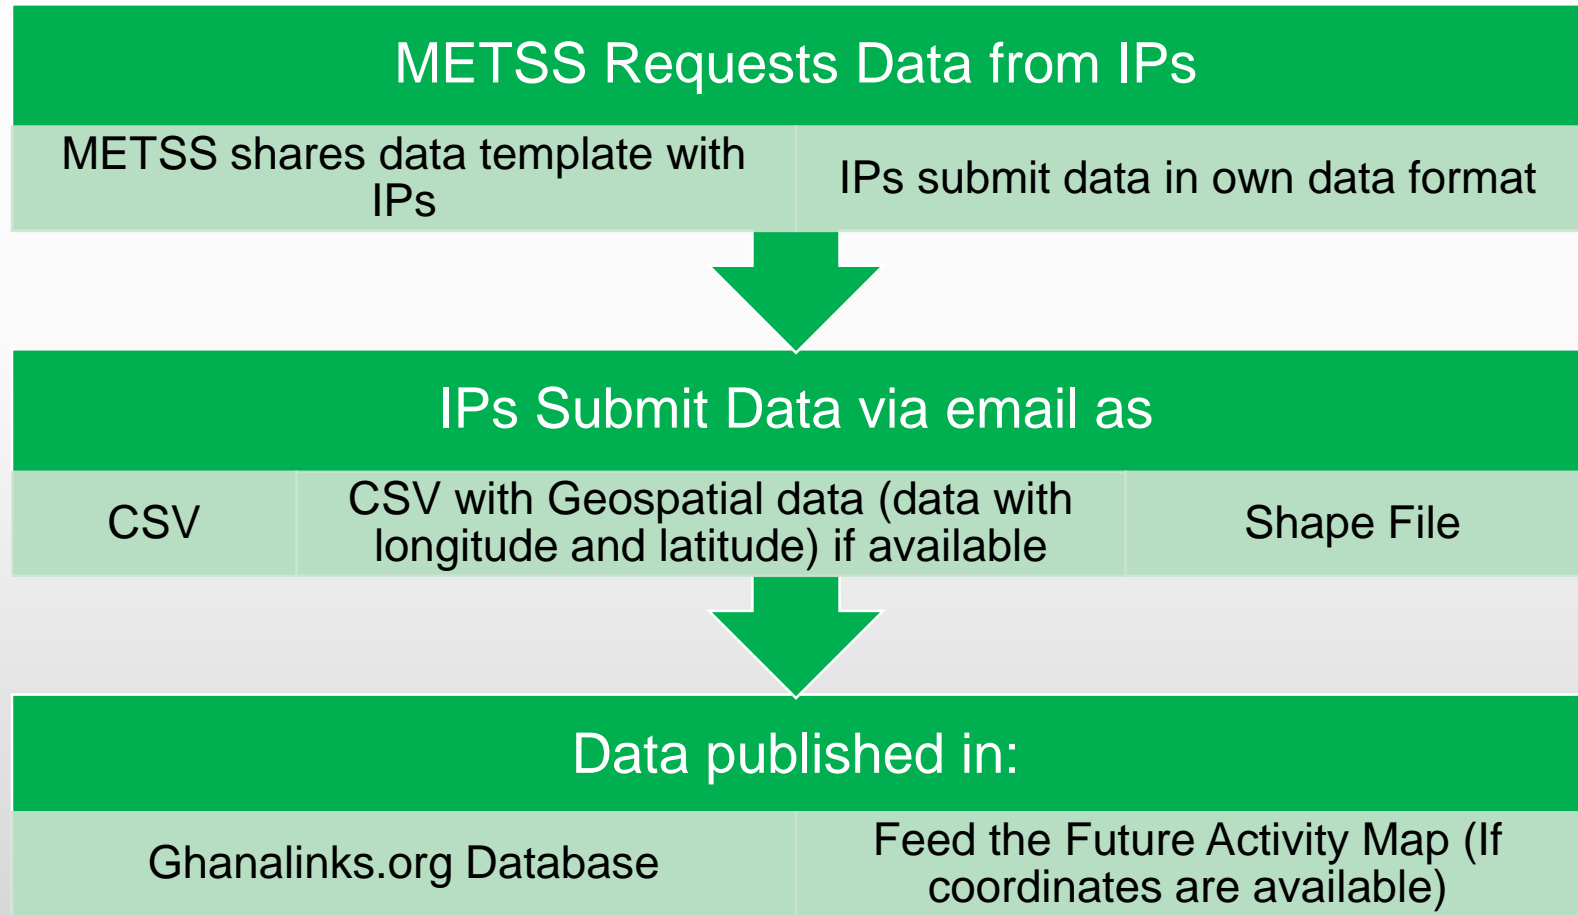 METSS Requests Data from IPs
METSS shares data template with
IPs
IPs submit data in own data format
IPs Submit Data via email as
CSV
CSV with Geospatial data (data with
longitude and latitude) if available
Shape File
Data published in:
Ghanalinks.org Database
Feed the Future Activity Map (If
coordinates are available)